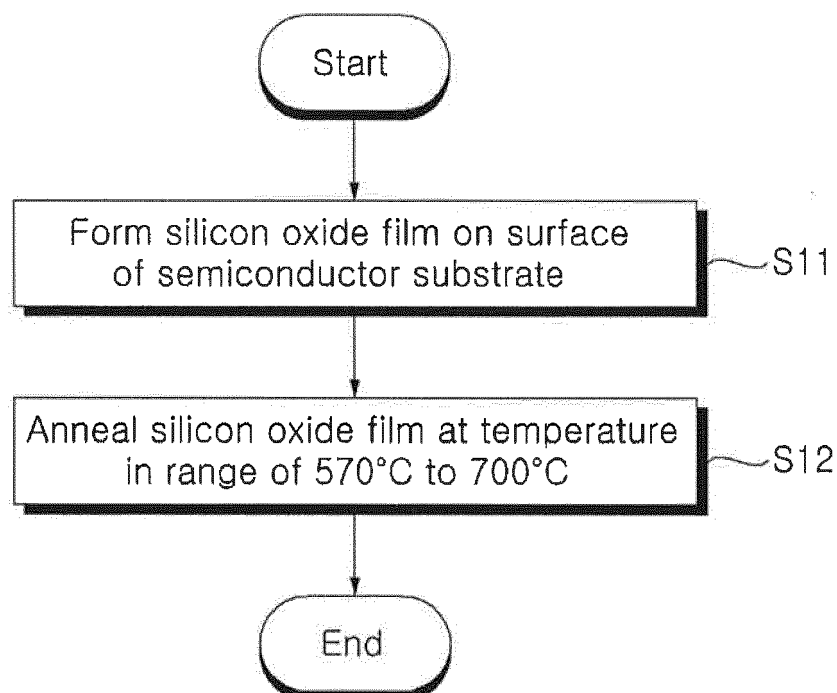 Start
Form silicon oxide film on surface
of semiconductor substrate
S11
Anneal silicon oxide film at temperature
in range of 570°C to 700°C
S12
End